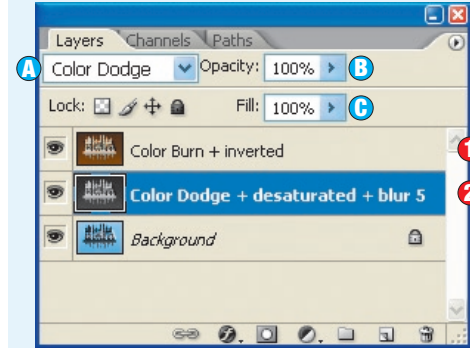 Layers Channels Paths
A Color Dodge Opacity: 100% B
Lock: Fill: 100% C
Color Burn + inverted 1
Color Dodge + desaturated + blur 5 2
Background